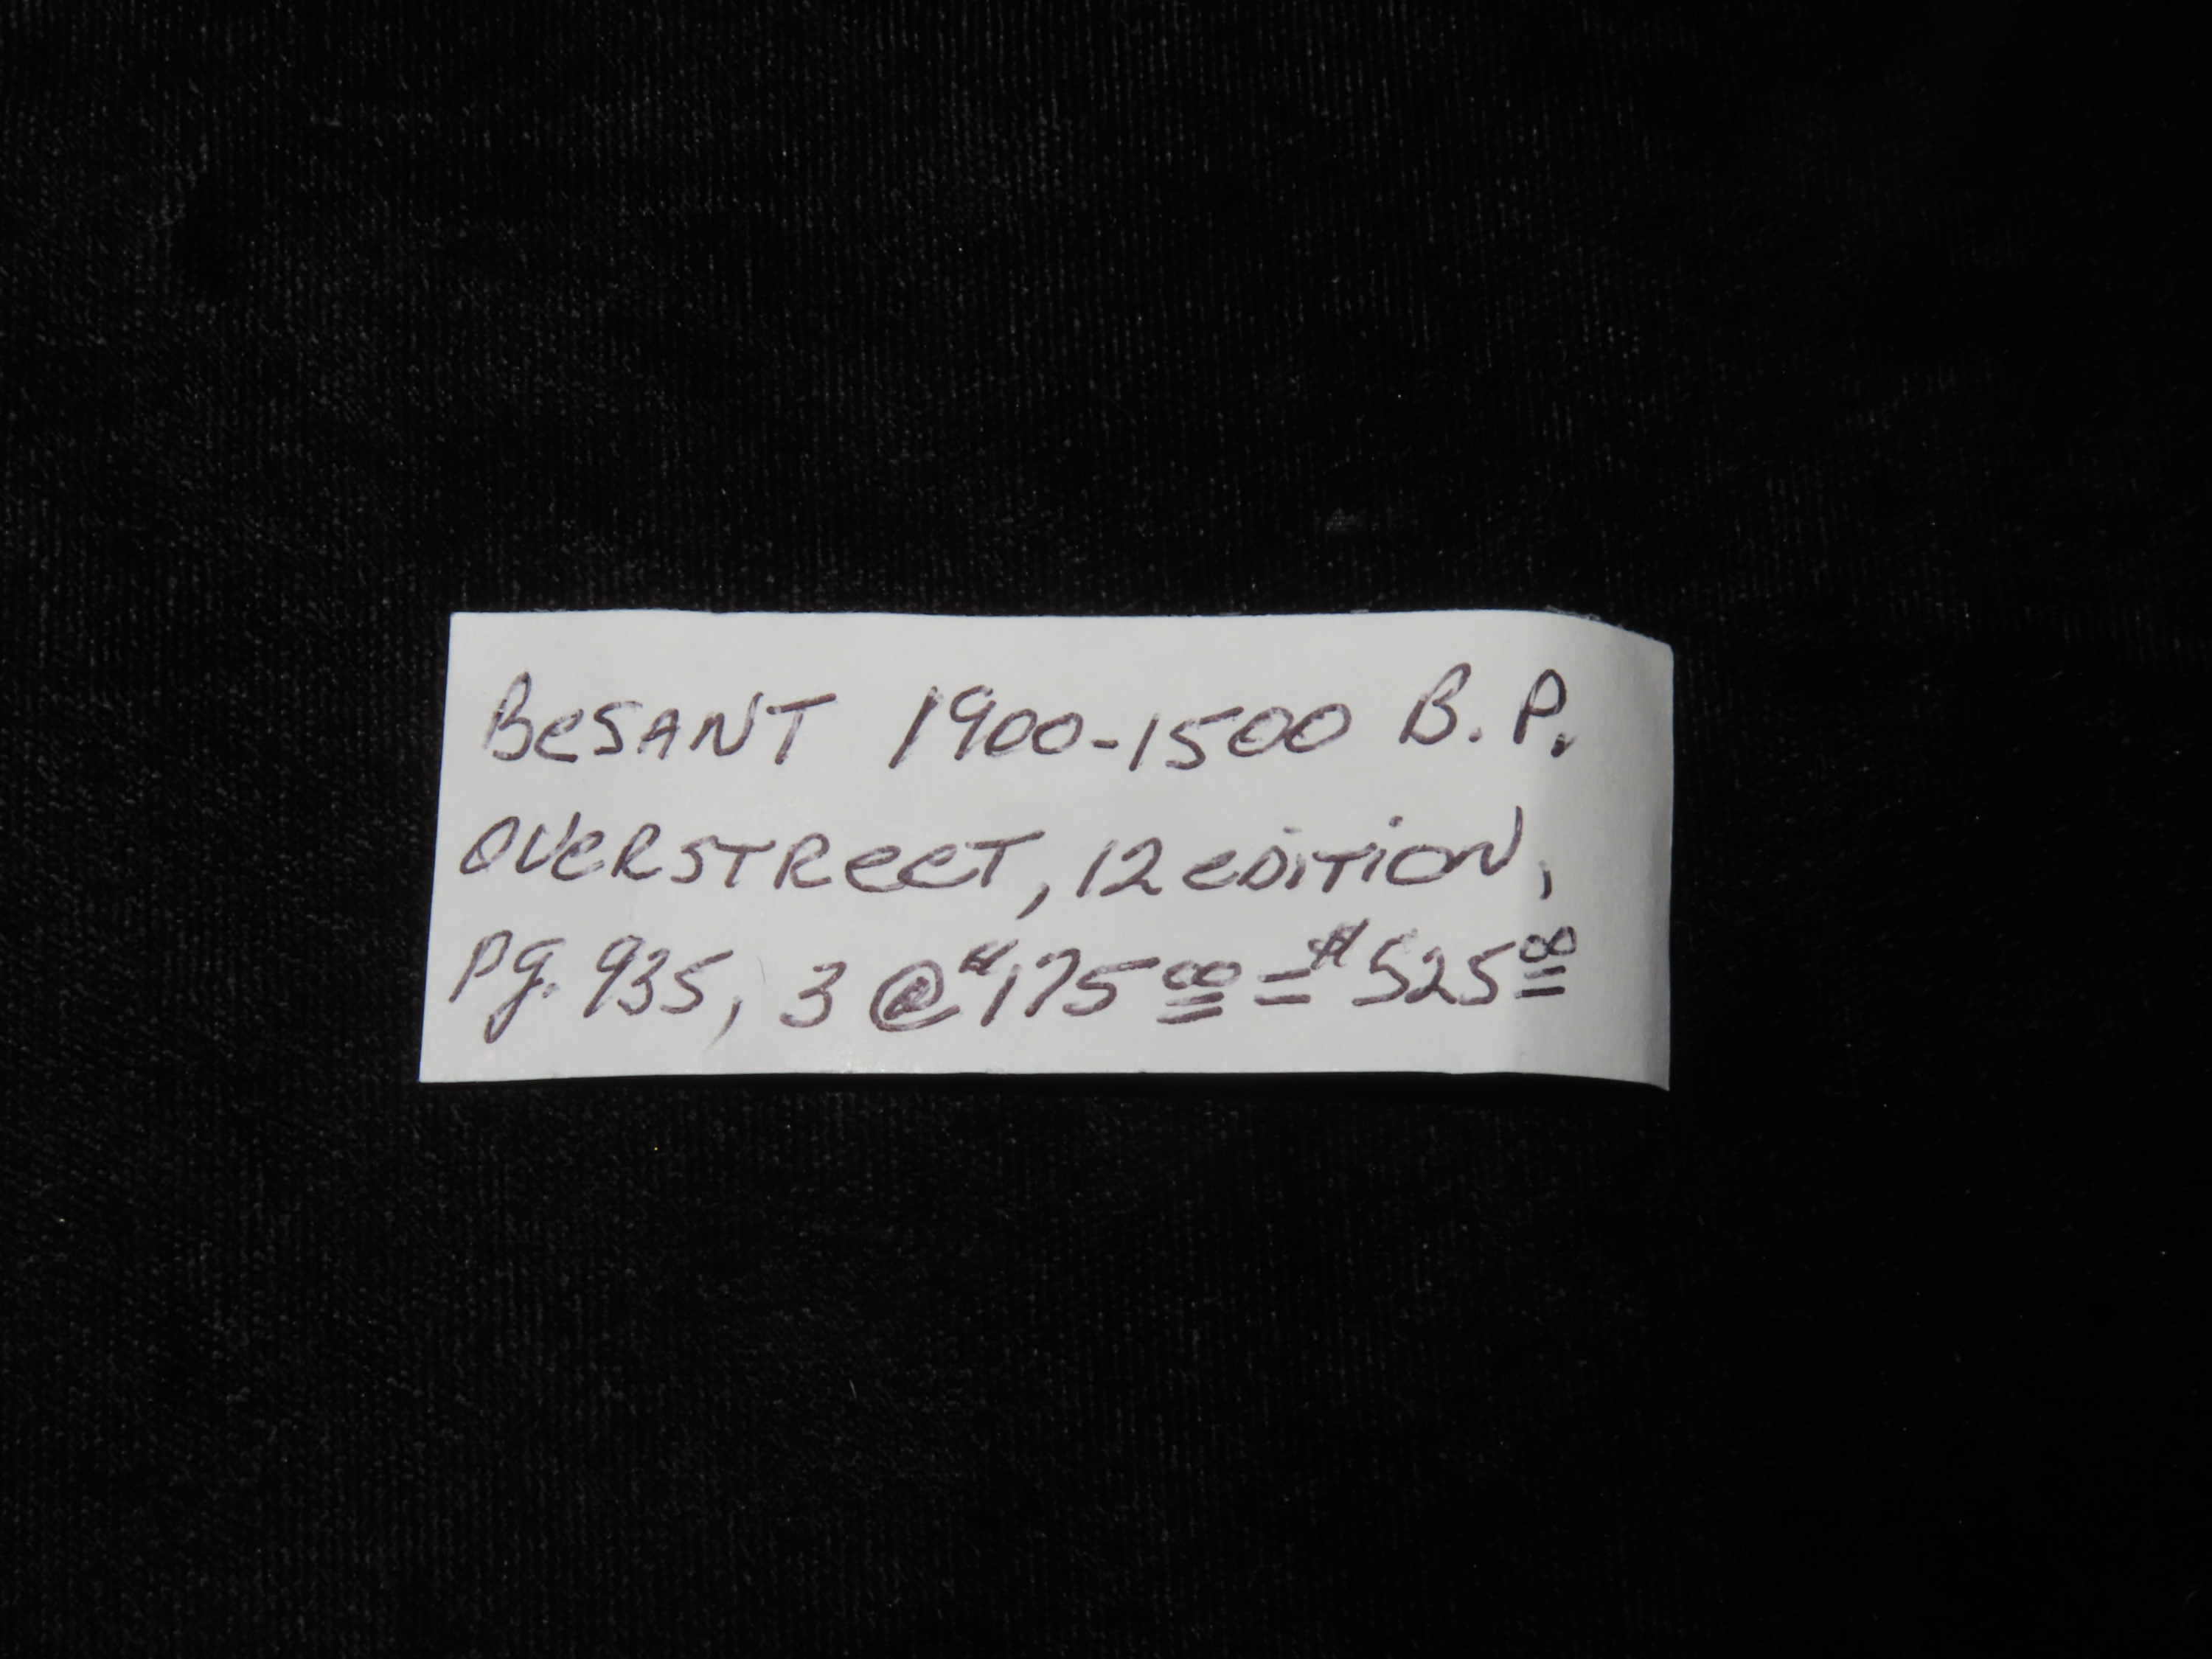 BeSANT 1900-1500 B.P.
OVeRSTReeT, 12 eDiTiON,
Pg. 935, 3 @ $175 00 = $525 00